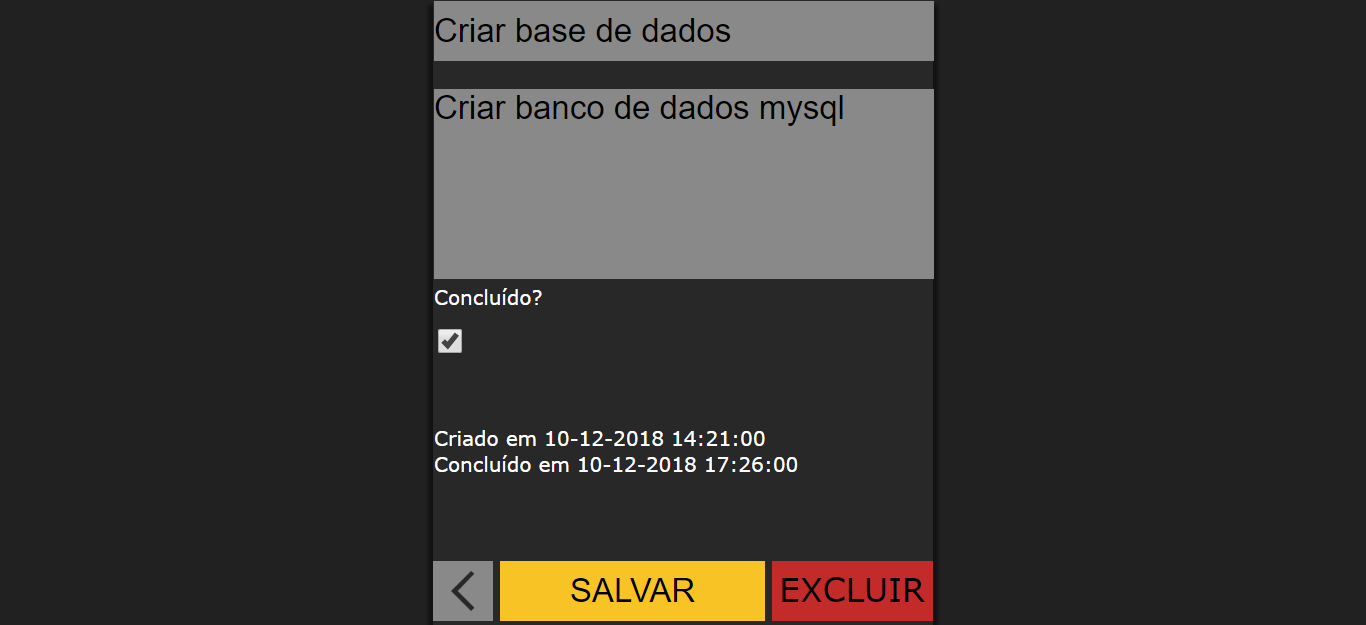 Criar base de dados
Criar banco de dados mysql
Concluído?
Criado em 10-12-2018 14:21:00
Concluído em 10-12-2018 17:26:00
SALVAR
EXCLUIR